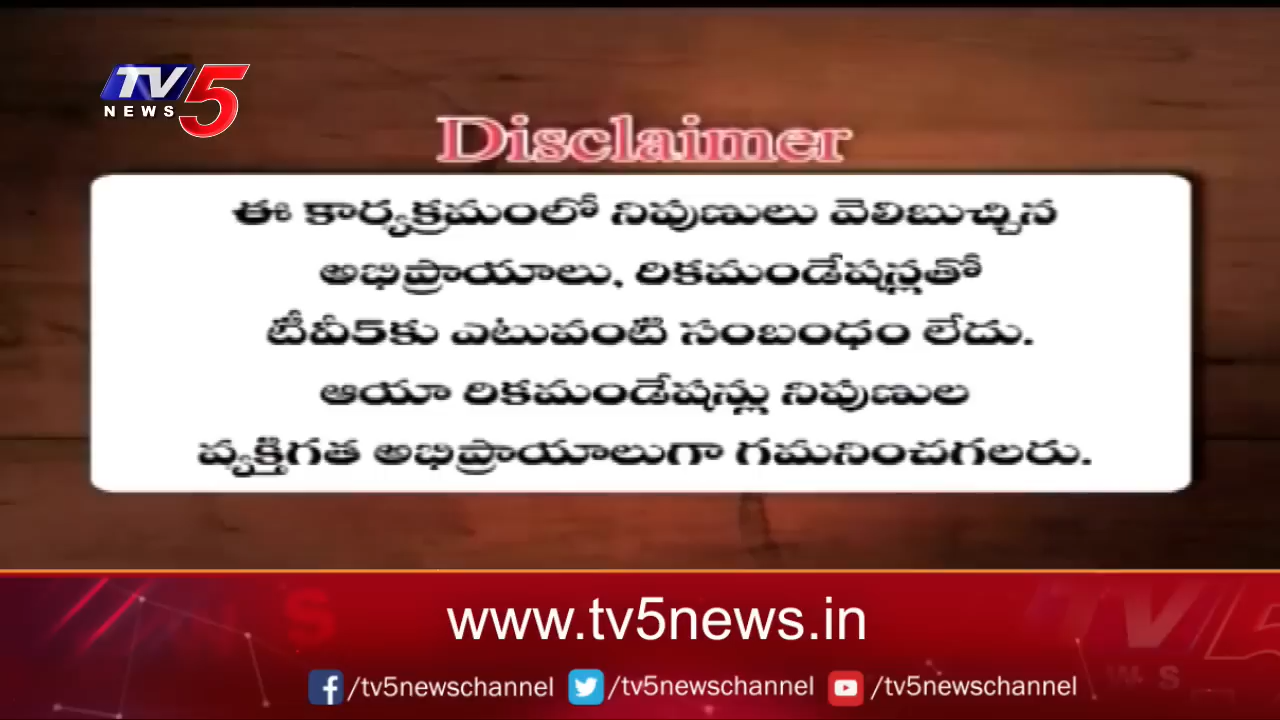 TV5
NEWS
Disclaimer
ఈ కార్యక్రమంలో నిపుణులు వెలిబుచ్చిన
అభిప్రాయాలు, రికమండేషన్లతో
టీవీ5కు ఎటువంటి సంబంధం లేదు.
ఆయా రికమండేషన్లు నిపుణుల
వ్యక్తిగత అభిప్రాయాలుగా గమనించగలరు.
www.tv5news.in
/tv5newschannel /tv5newschannel /tv5newschannel